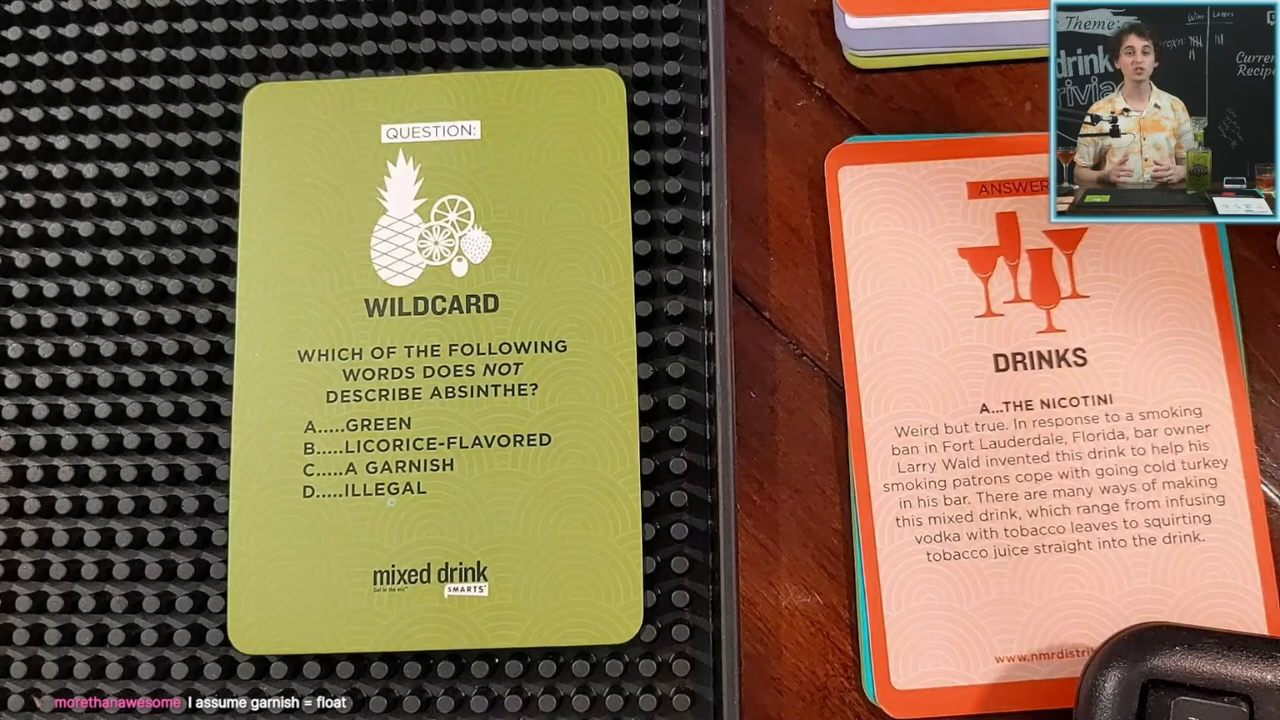 QUESTION:
WILDCARD
WHICH OF THE FOLLOWING
WORDS DOES NOT
DESCRIBE ABSINTHE?
A.....GREEN
B.....LICORICE-FLAVORED
C.....A GARNISH
D.....ILLEGAL
mixed drink
SMARTS
ANSWER
DRINKS
A...THE NICOTINI
Weird but true. In response to a smoking
ban in Fort Lauderdale, Florida, bar owner
Larry Wald invented this drink to help his
smoking patrons cope with going cold turkey
in his bar. There are many ways of making
this mixed drink, which range from infusing
vodka with tobacco leaves to squirting
tobacco juice straight into the drink.
www.nmrdistri
Theme:
drink
Wins Losses
morethanawesome I assume garnish = float